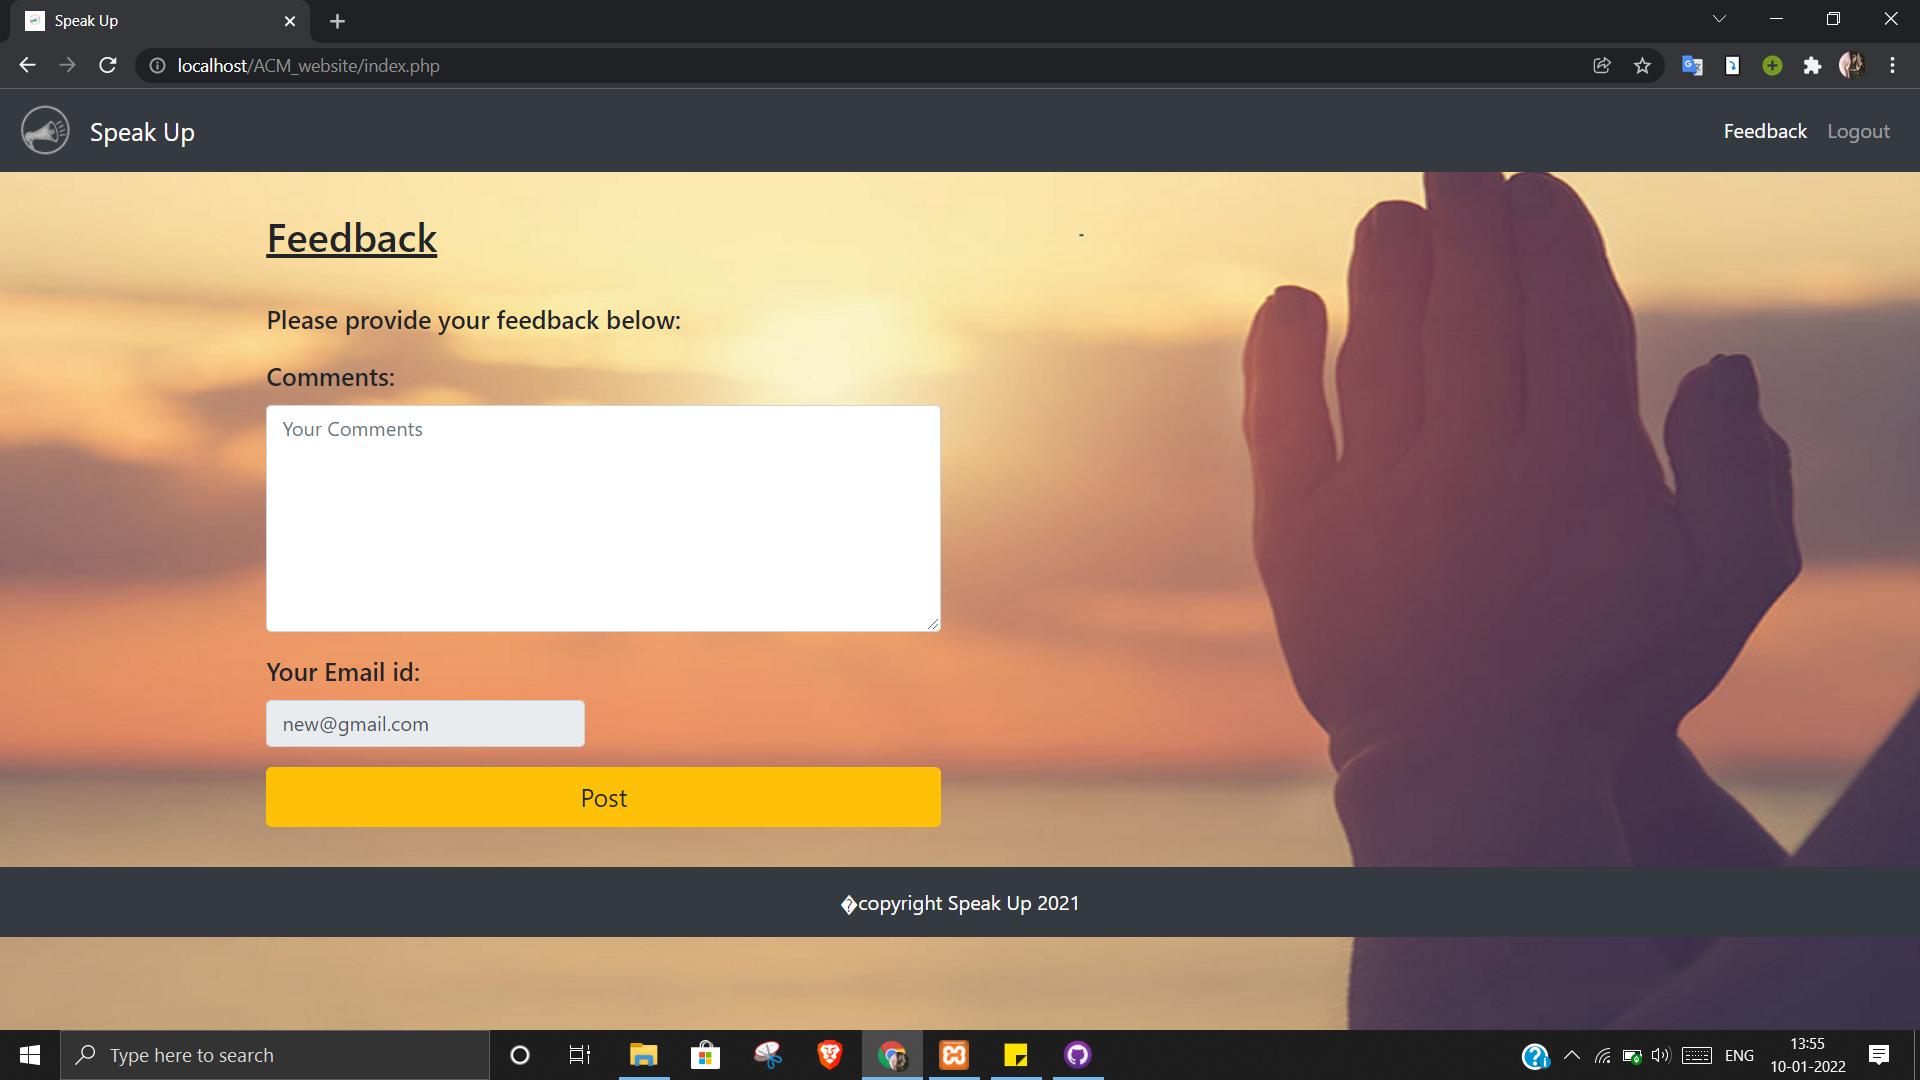 Speak Up
localhost/ACM_website/index.php
Speak Up
Feedback Logout
Feedback
-
Please provide your feedback below:
Comments:
Your Comments
Your Email id:
new@gmail.com
Post
�copyright Speak Up 2021
Type here to search
ENG
13:55
10-01-2022